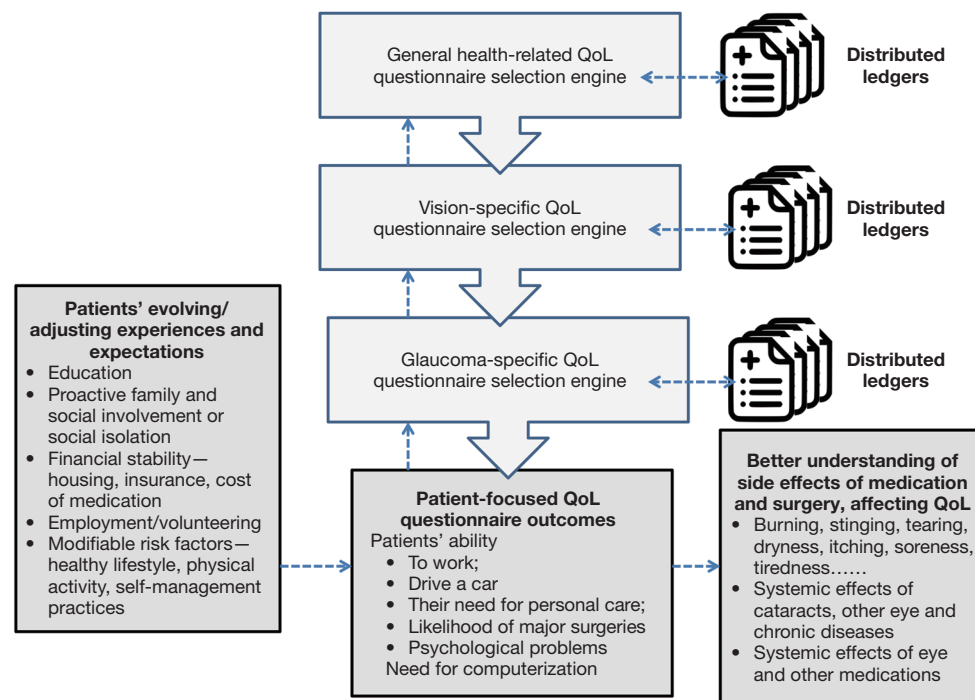 General health-related QoL
questionnaire selection engine
Distributed
ledgers
Vision-specific QoL
questionnaire selection engine
Distributed
ledgers
Glaucoma-specific QoL
questionnaire selection engine
Distributed
ledgers
Patients’ evolving/
adjusting experiences and
expectations
• Education
• Proactive family and
social involvement or
social isolation
• Financial stability—
housing, insurance, cost
of medication
• Employment/volunteering
• Modifiable risk factors—
healthy lifestyle, physical
activity, self-management
practices
Patient-focused QoL
questionnaire outcomes
Patients’ ability
• To work;
• Drive a car
• Their need for personal care;
• Likelihood of major surgeries
• Psychological problems
Need for computerization
Better understanding of
side effects of medication
and surgery, affecting QoL
• Burning, stinging, tearing,
dryness, itching, soreness,
tiredness……
• Systemic effects of
cataracts, other eye and
chronic diseases
• Systemic effects of eye
and other medications